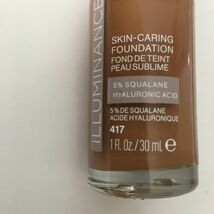 ILLUMINANCE
SKIN-CARING
FOUNDATION
FOND DE TEINT
PEAU SUBLIME
5% SQUALANE
HYALURONIC ACID
5% DE SQUALANE
ACIDE HYALURONIQUE
417
1 Fl. Oz/ 30 mL ℮